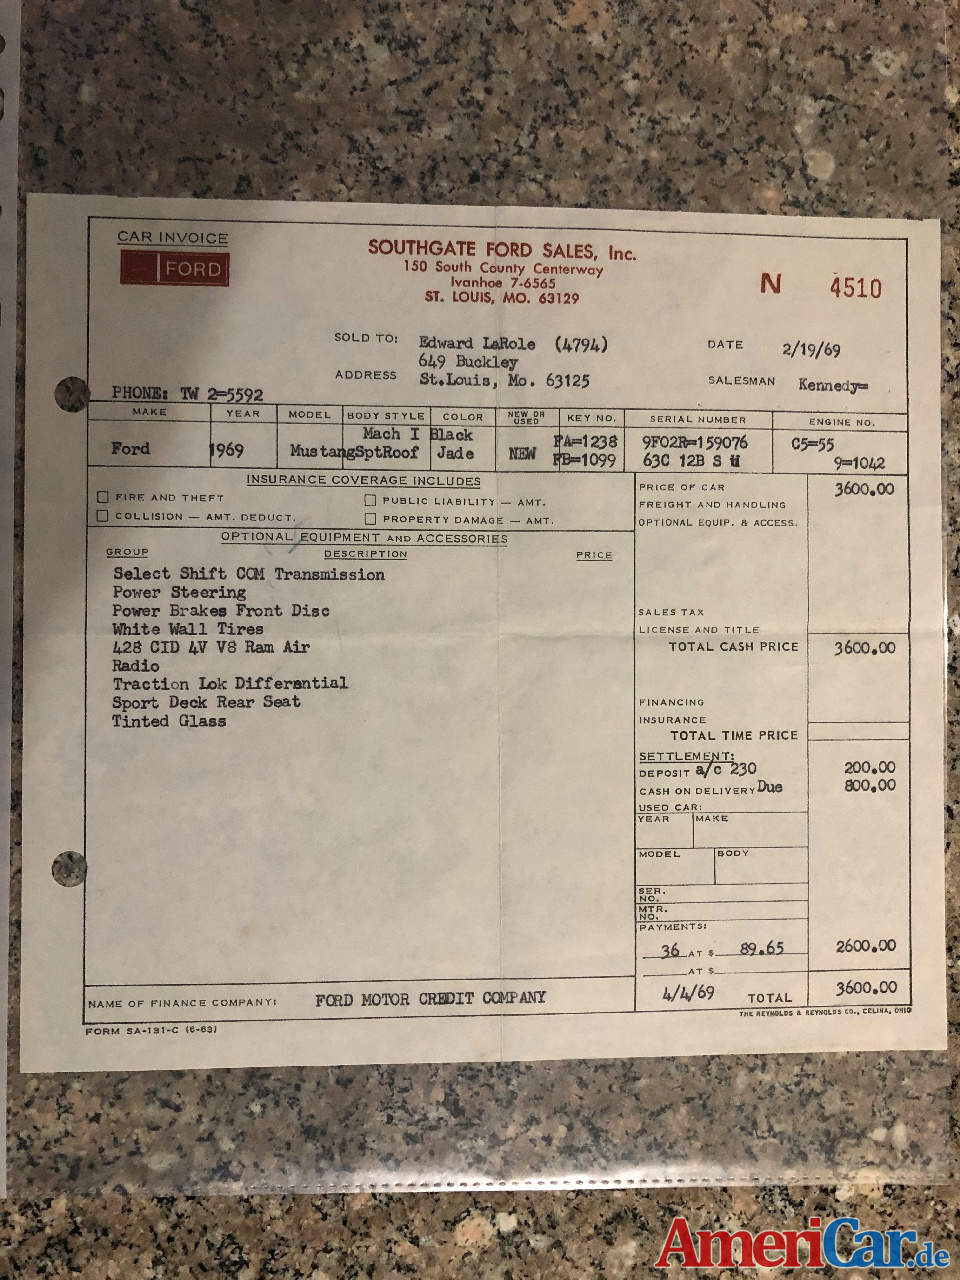 CAR INVOICE
FORD
SOUTHGATE FORD SALES, Inc.
150 South County Centerway
Ivanhoe 7-6565
ST. LOUIS, MO. 63129
N 4510
SOLD TO: Edward LaRole (4794)
649 Buckley
ADDRESS St.Louis, Mo. 63125
DATE 2/19/69
SALESMAN Kennedy=
PHONE: TW 2=5592
MAKE YEAR MODEL BODY STYLE COLOR NEW OR USED KEY NO. SERIAL NUMBER ENGINE NO.
Mach I Black FA=1238 9F02R=159076 C5=55
Ford 1969 MustangSptRoof Jade NEW FB=1099 63C 12B S 9=1042
INSURANCE COVERAGE INCLUDES
FIRE AND THEFT PUBLIC LIABILITY — AMT.
COLLISION — AMT. DEDUCT. PROPERTY DAMAGE — AMT.
OPTIONAL EQUIPMENT AND ACCESSORIES
GROUP DESCRIPTION PRICE
Select Shift COM Transmission
Power Steering
Power Brakes Front Disc
White Wall Tires
428 CID 4V V8 Ram Air
Radio
Traction Lok Differential
Sport Deck Rear Seat
Tinted Glass
PRICE OF CAR 3600.00
FREIGHT AND HANDLING
OPTIONAL EQUIP. & ACCESS.
SALES TAX
LICENSE AND TITLE
TOTAL CASH PRICE 3600.00
FINANCING
INSURANCE
TOTAL TIME PRICE
SETTLEMENT:
DEPOSIT a/c 230 200.00
CASH ON DELIVERY Due 800.00
USED CAR:
YEAR MAKE
MODEL BODY
SER. NO.
MTR. NO.
PAYMENTS:
36 AT $ 89.65 2600.00
AT $
4/4/69 TOTAL 3600.00
NAME OF FINANCE COMPANY: FORD MOTOR CREDIT COMPANY
THE REYNOLDS & REYNOLDS CO., CELINA, OHIO
FORM SA-131-C (6-63)
AmeriCar.de